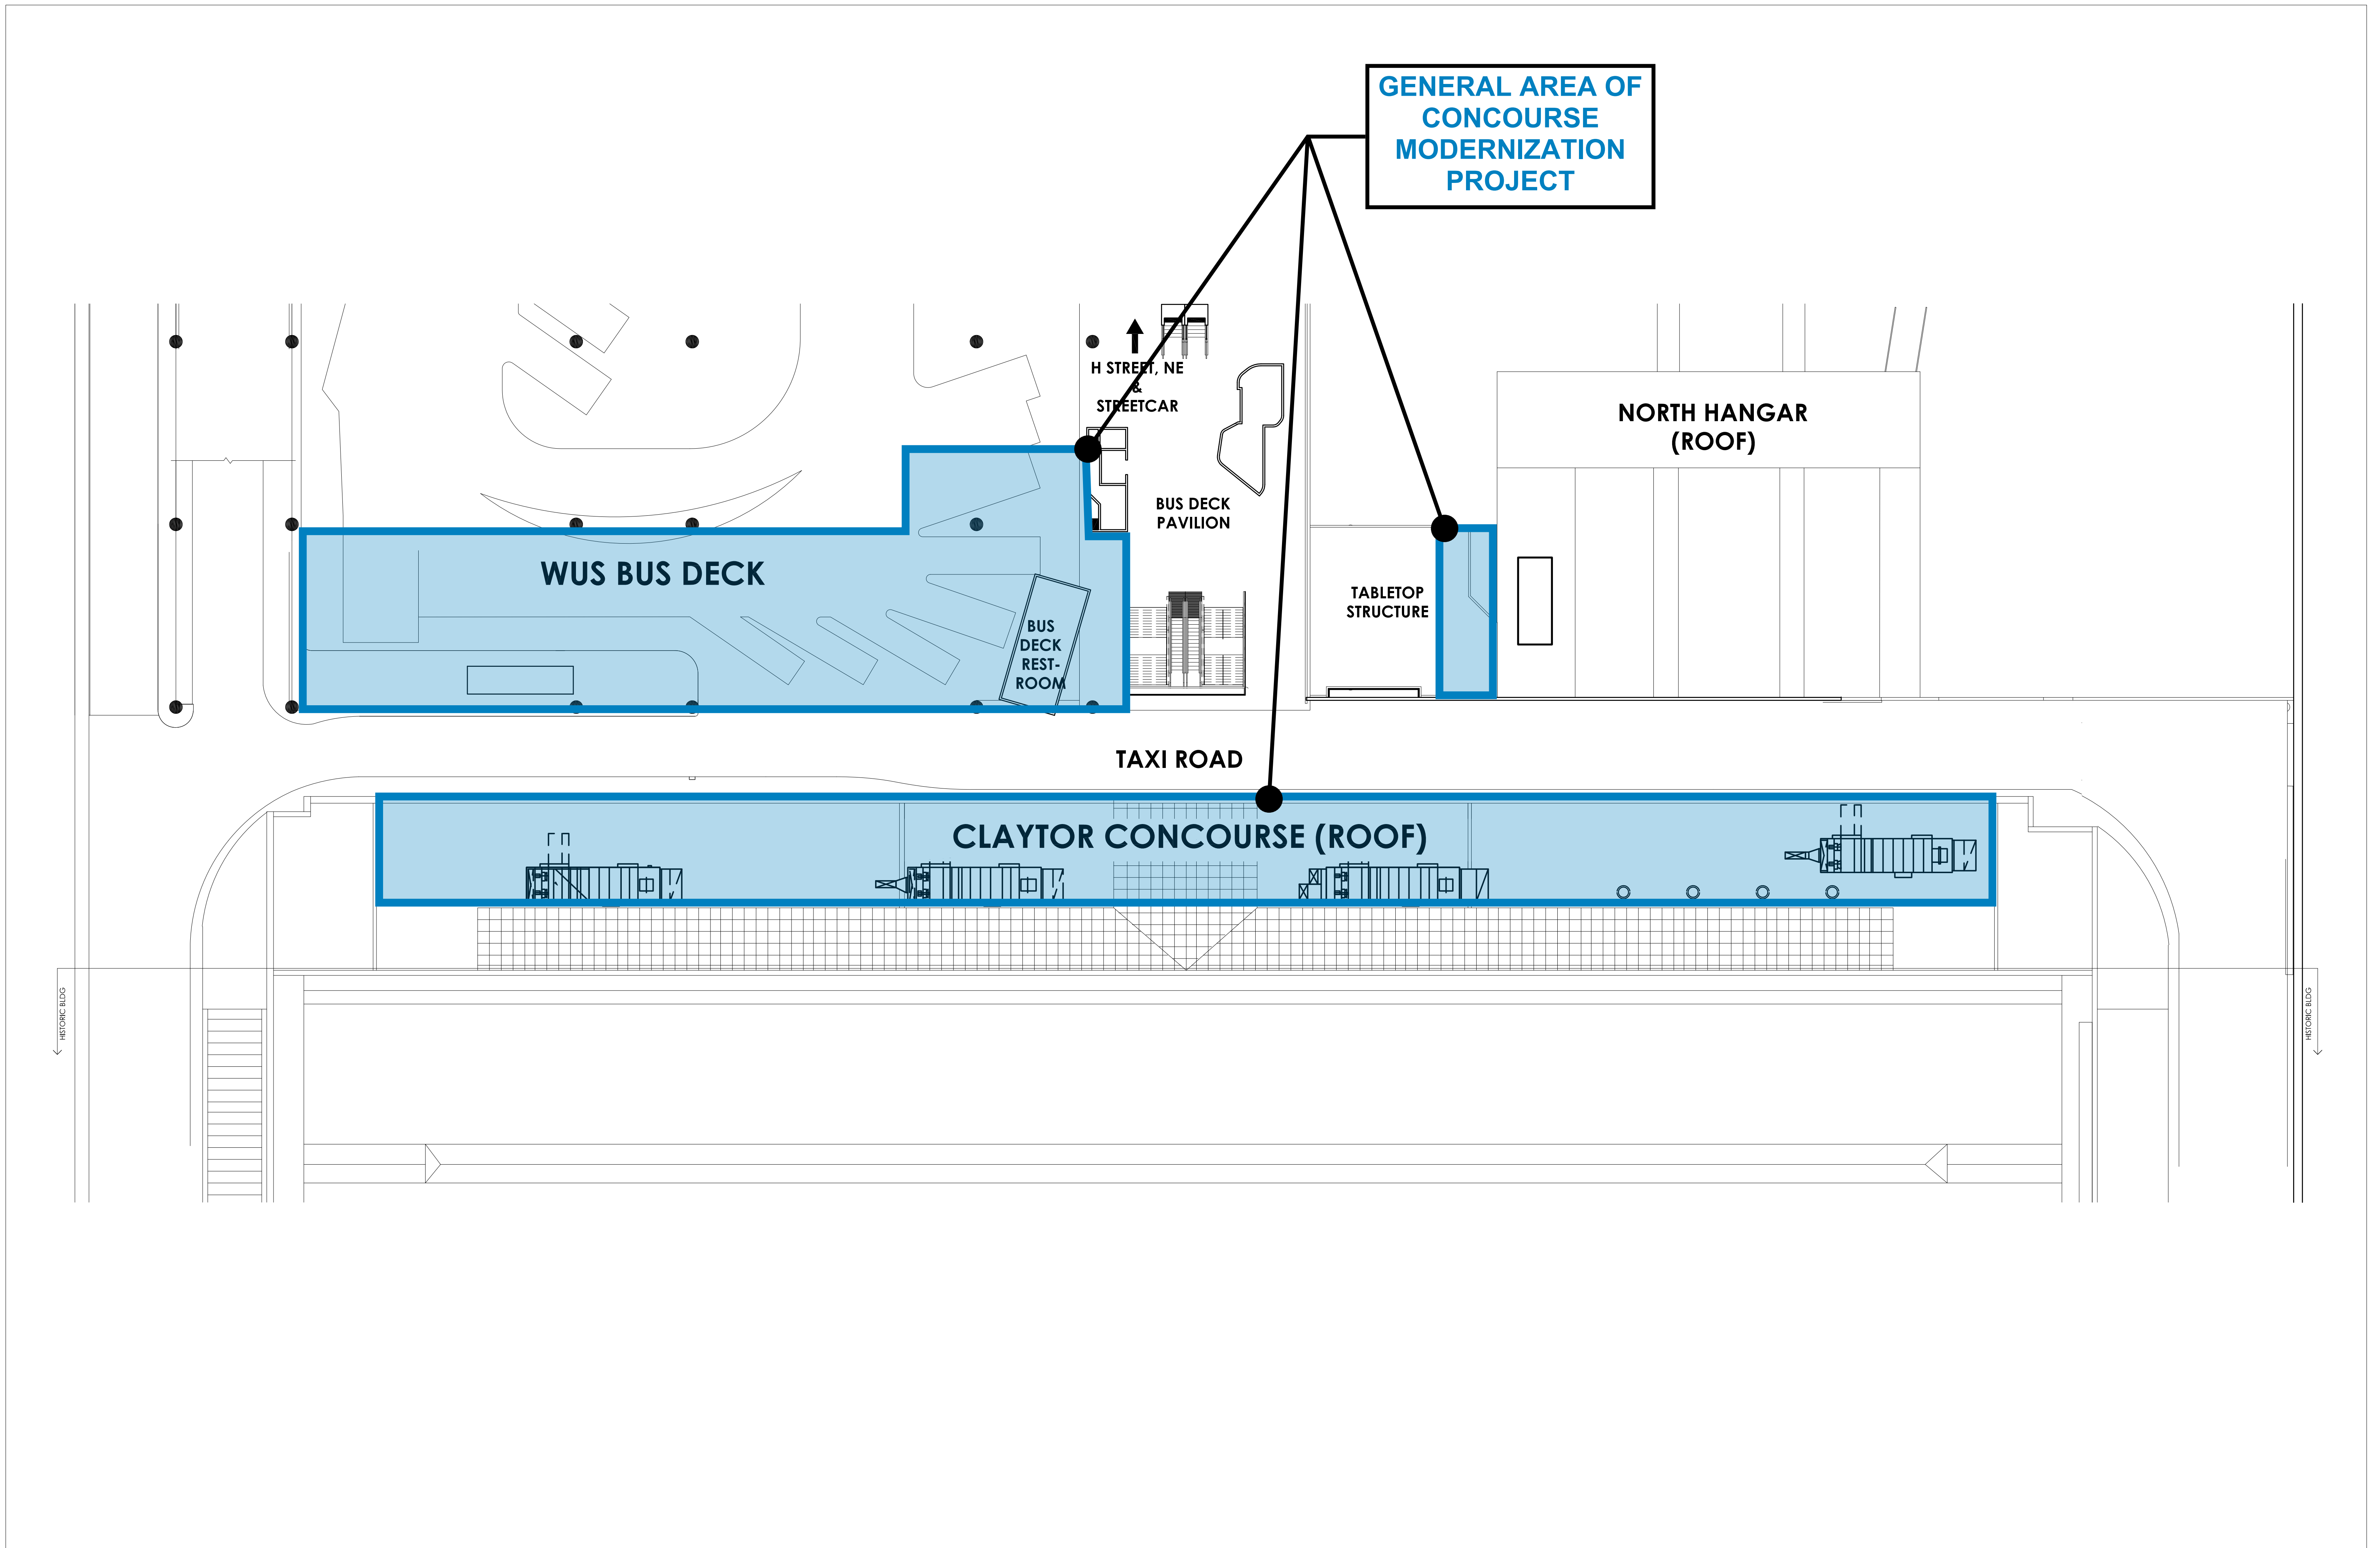 GENERAL AREA OF
CONCOURSE
MODERNIZATION
PROJECT
H STREET, NE
&
STREETCAR
NORTH HANGAR
(ROOF)
BUS DECK
PAVILION
WUS BUS DECK
TABLETOP
STRUCTURE
BUS
DECK
REST-
ROOM
TAXI ROAD
CLAYTOR CONCOURSE (ROOF)
HISTORIC BLDG
HISTORIC BLDG